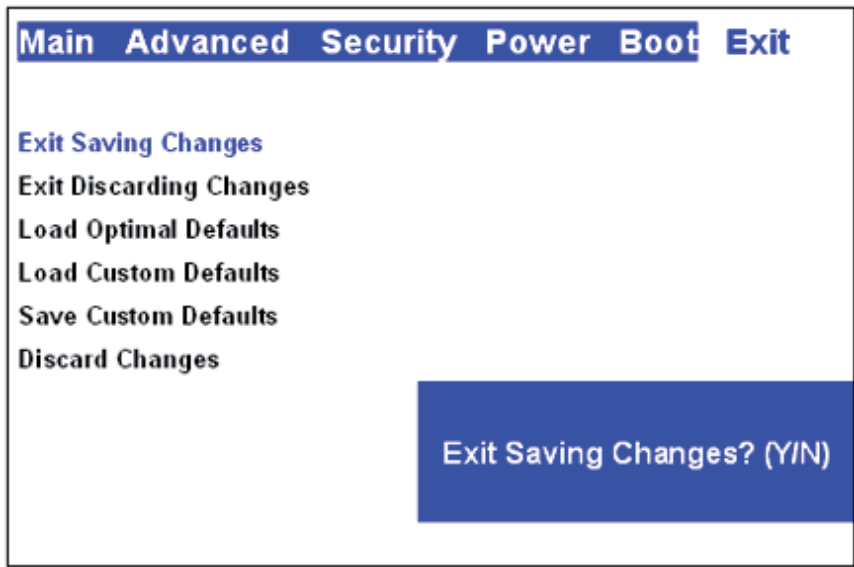 Main Advanced Security Power Boot Exit
Exit Saving Changes
Exit Discarding Changes
Load Optimal Defaults
Load Custom Defaults
Save Custom Defaults
Discard Changes
Exit Saving Changes? (Y/N)